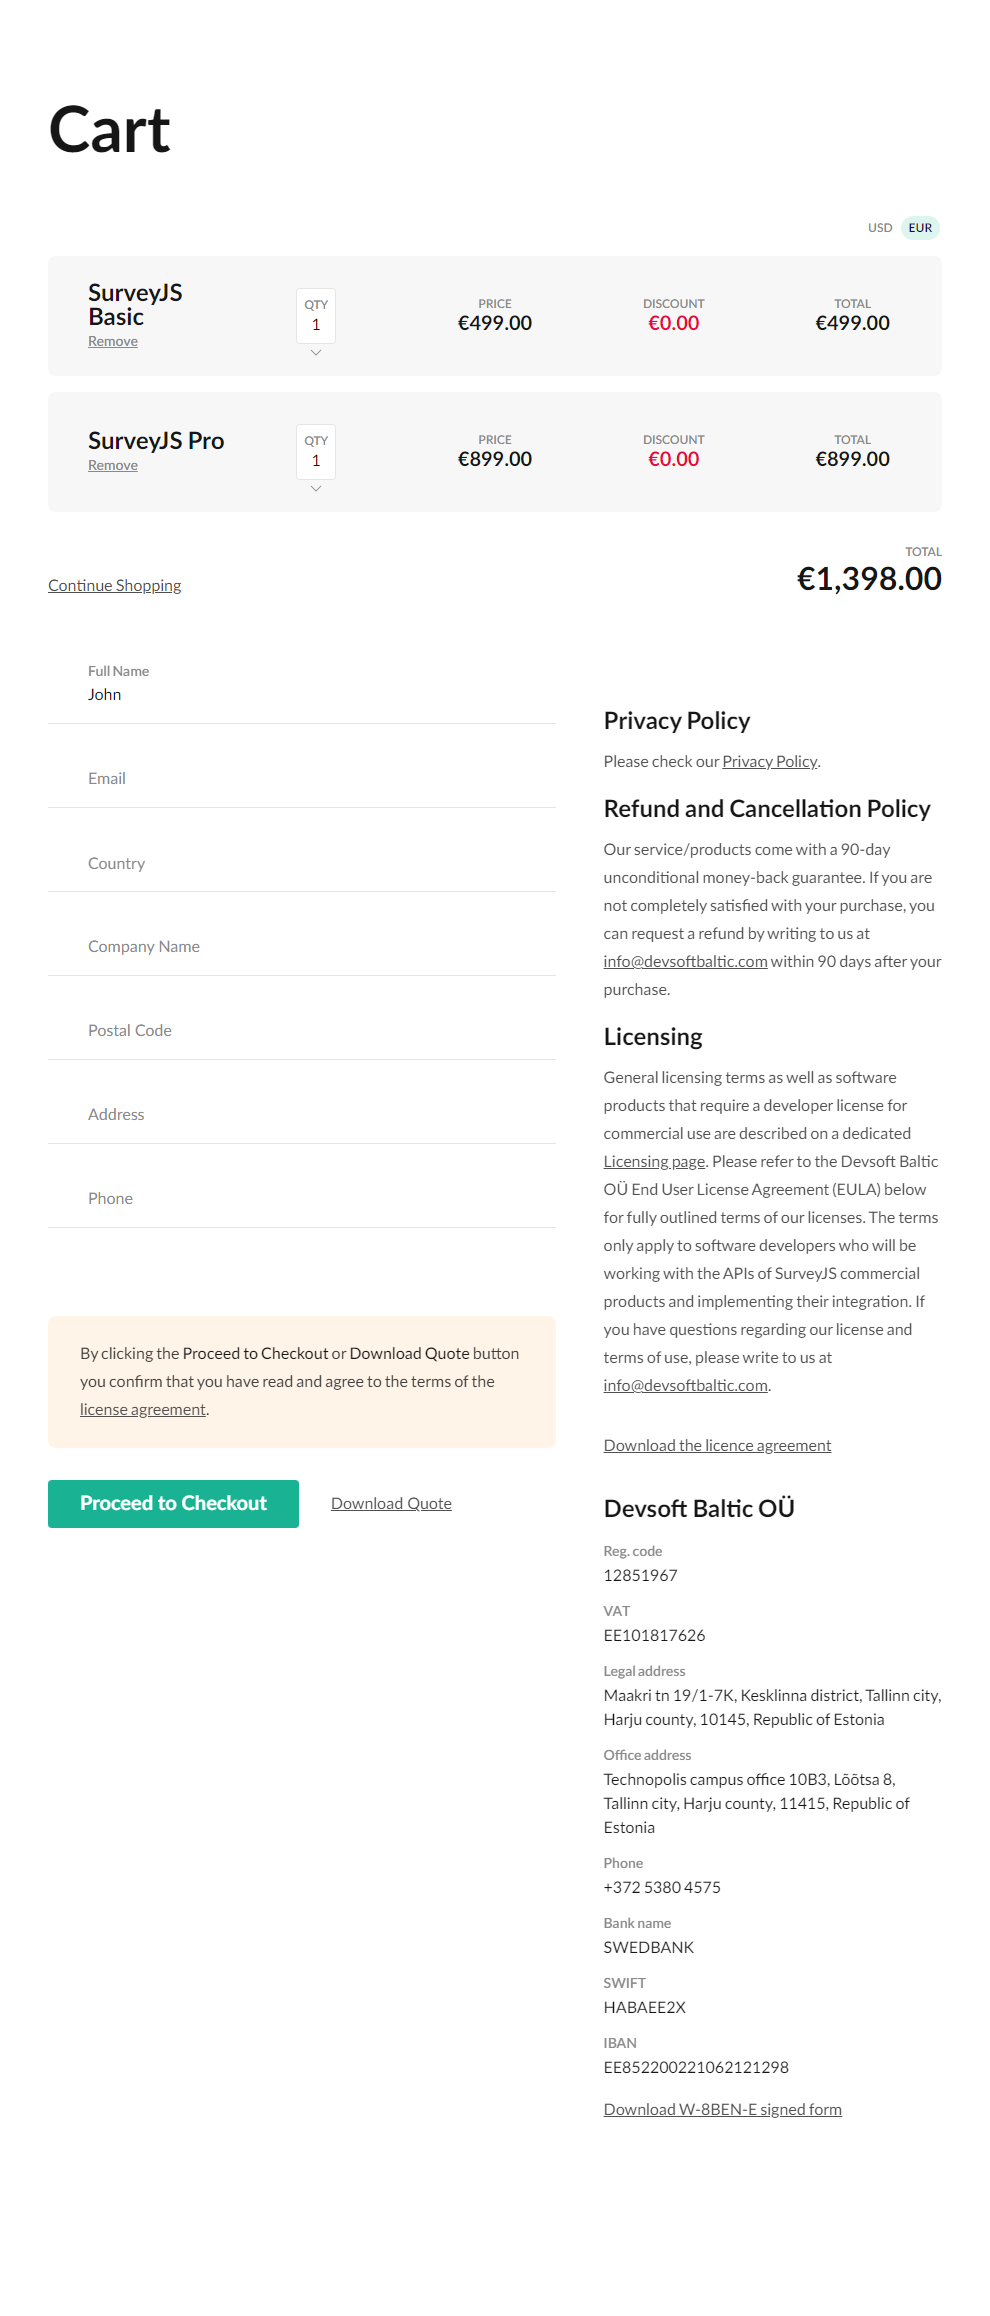 Cart
USD EUR
SurveyJS
Basic
Remove
QTY
1
PRICE
€499.00
DISCOUNT
€0.00
TOTAL
€499.00
SurveyJS Pro
Remove
QTY
1
PRICE
€899.00
DISCOUNT
€0.00
TOTAL
€899.00
Continue Shopping
TOTAL
€1,398.00
Full Name
John
Email
Country
Company Name
Postal Code
Address
Phone
By clicking the Proceed to Checkout or Download Quote button
you confirm that you have read and agree to the terms of the
license agreement.
Proceed to Checkout
Download Quote
Privacy Policy
Please check our Privacy Policy.
Refund and Cancellation Policy
Our service/products come with a 90-day
unconditional money-back guarantee. If you are
not completely satisfied with your purchase, you
can request a refund by writing to us at
info@devsoftbaltic.com within 90 days after your
purchase.
Licensing
General licensing terms as well as software
products that require a developer license for
commercial use are described on a dedicated
Licensing page. Please refer to the Devsoft Baltic
OÜ End User License Agreement (EULA) below
for fully outlined terms of our licenses. The terms
only apply to software developers who will be
working with the APIs of SurveyJS commercial
products and implementing their integration. If
you have questions regarding our license and
terms of use, please write to us at
info@devsoftbaltic.com.
Download the licence agreement
Devsoft Baltic OÜ
Reg. code
12851967
VAT
EE101817626
Legal address
Maakri tn 19/1-7K, Kesklinna district, Tallinn city,
Harju county, 10145, Republic of Estonia
Office address
Technopolis campus office 10B3, Lõõtsa 8,
Tallinn city, Harju county, 11415, Republic of
Estonia
Phone
+372 5380 4575
Bank name
SWEDBANK
SWIFT
HABAEE2X
IBAN
EE852200221062121298
Download W-8BEN-E signed form